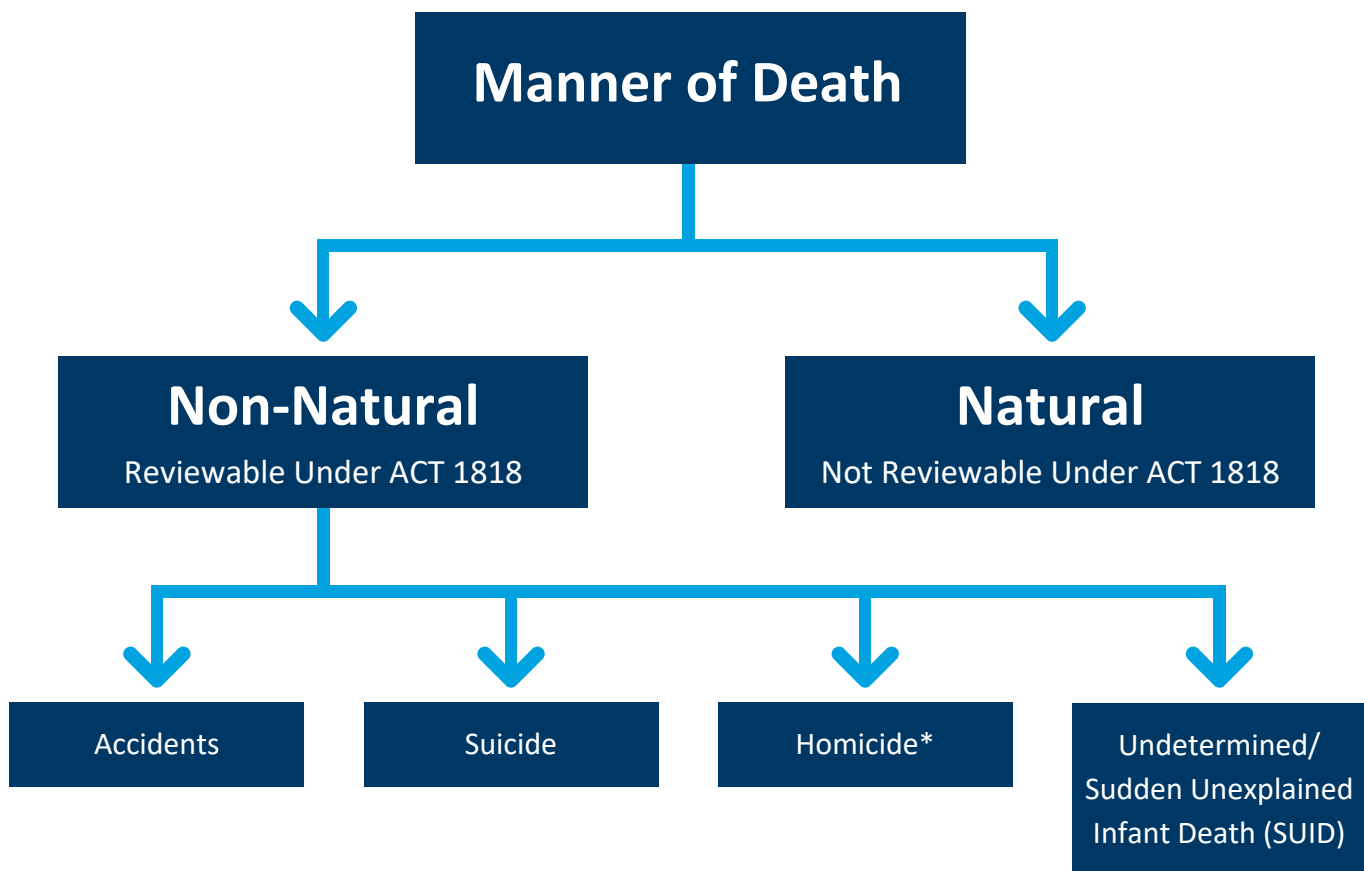 Manner of Death
Non-Natural
Reviewable Under ACT 1818
Natural
Not Reviewable Under ACT 1818
Accidents
Suicide
Homicide*
Undetermined/
Sudden Unexplained
Infant Death (SUID)